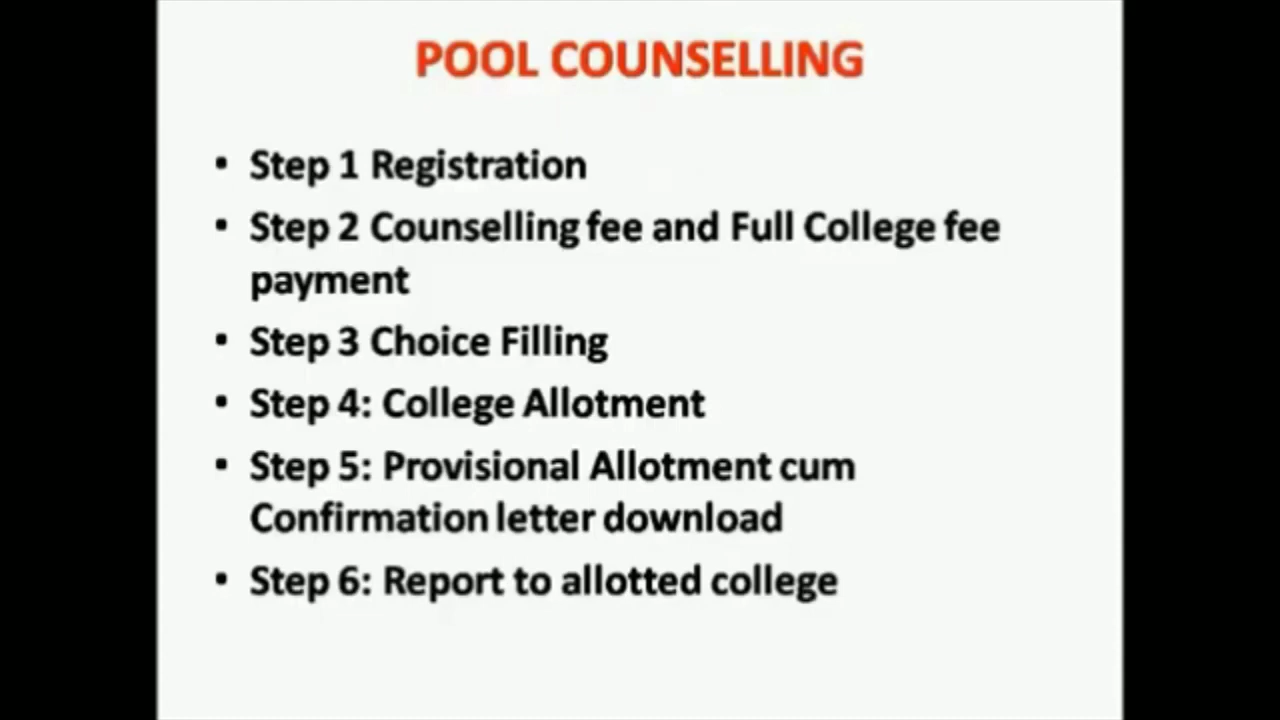 POOL COUNSELLING
• Step 1 Registration
• Step 2 Counselling fee and Full College fee
payment
• Step 3 Choice Filling
• Step 4: College Allotment
• Step 5: Provisional Allotment cum
Confirmation letter download
• Step 6: Report to allotted college